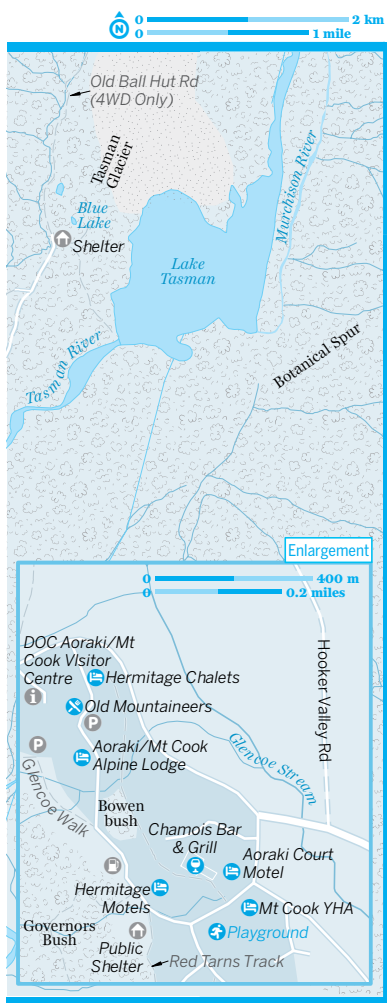 N
0 2 km
0 1 mile
Old Ball Hut Rd
(4WD Only)
Tasman
Glacier
Murchison River
Blue
Lake
Shelter
Lake
Tasman
Tasman River
Botanical Spur
Enlargement
0 400 m
0 0.2 miles
DOC Aoraki/Mt
Cook VIsitor
Centre
Hermitage Chalets
Old Mountaineers
P
P
Aoraki/Mt Cook
Alpine Lodge
Hooker Valley Rd
Glencoe Stream
Glencoe Walk
Bowen
bush
Chamois Bar
& Grill
Aoraki Court
Motel
Hermitage
Motels
Mt Cook YHA
Governors
Bush
Public
Shelter
Playground
Red Tarns Track